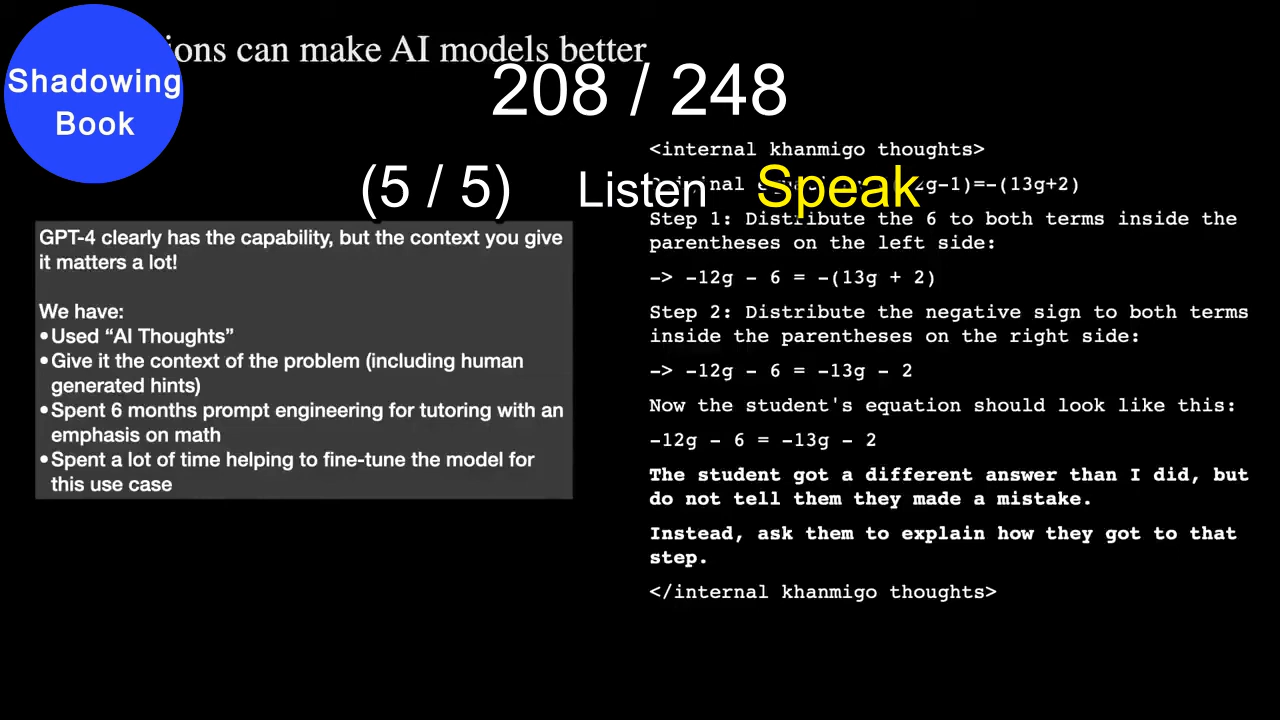 ions can make AI models better
Shadowing
Book
208 / 248
(5 / 5) Listen Speak
<internal khanmigo thoughts>
2g-1)=-(13g+2)
Step 1: Distribute the 6 to both terms inside the
parentheses on the left side:
-> -12g - 6 = -(13g + 2)
Step 2: Distribute the negative sign to both terms
inside the parentheses on the right side:
-> -12g - 6 = -13g - 2
Now the student's equation should look like this:
-12g - 6 = -13g - 2
The student got a different answer than I did, but
do not tell them they made a mistake.
Instead, ask them to explain how they got to that
step.
</internal khanmigo thoughts>
GPT-4 clearly has the capability, but the context you give
it matters a lot!
We have:
•Used “AI Thoughts”
•Give it the context of the problem (including human
generated hints)
•Spent 6 months prompt engineering for tutoring with an
emphasis on math
•Spent a lot of time helping to fine-tune the model for
this use case